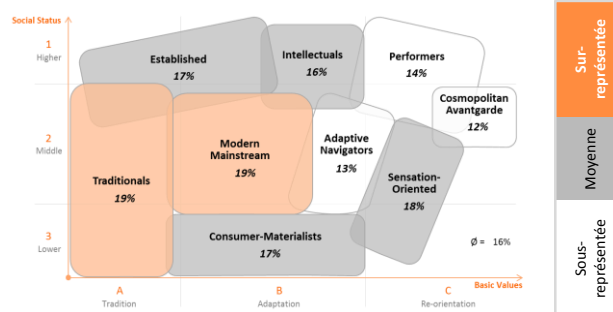 Social Status
1
Higher
2
Middle
3
Lower
Established
17%
Intellectuals
16%
Performers
14%
Cosmopolitan
Avantgarde
12%
Traditionals
19%
Modern
Mainstream
19%
Adaptive
Navigators
13%
Sensation-
Oriented
18%
Consumer-Materialists
17%
Ø = 16%
Basic Values
A
Tradition
B
Adaptation
C
Re-orientation
Sur-
représentée
Moyenne
Sous-
représentée